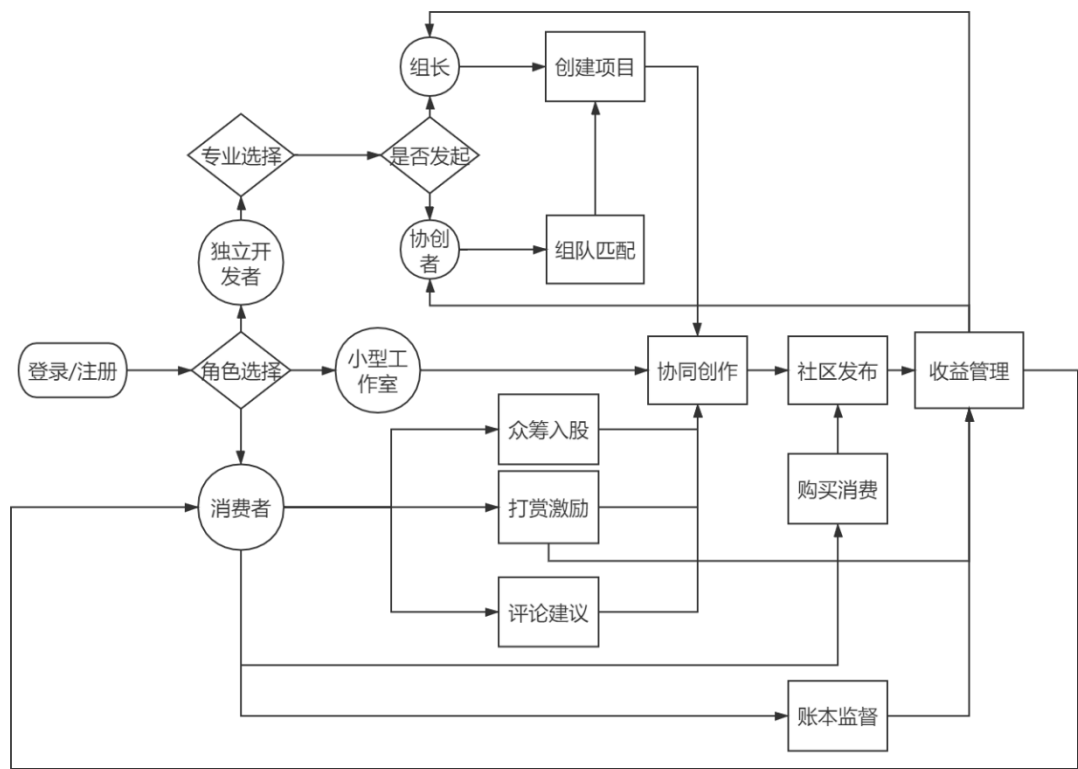 组长
创建项目
专业选择
是否发起
独立开
发者
协创
者
组队匹配
登录/注册
角色选择
小型工
作室
协同创作
社区发布
收益管理
众筹入股
消费者
打赏激励
购买消费
评论建议
账本监督